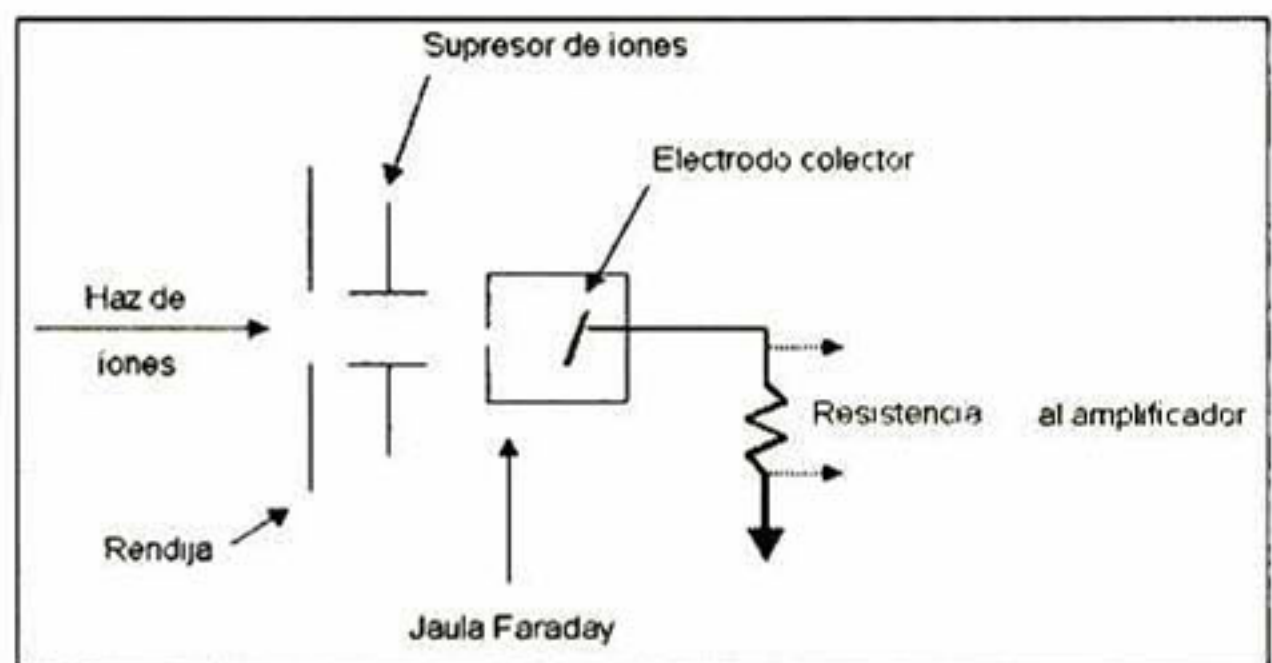 Supresor de iones
Electrodo colector
Haz de
iones
Resistencia al amplificador
Rendija
Jaula Faraday